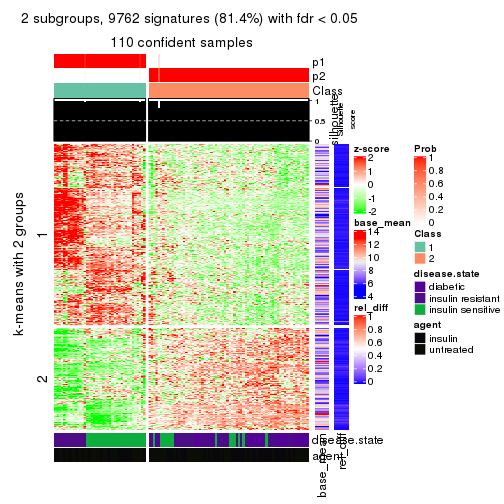 2 subgroups, 9762 signatures (81.4%) with fdr < 0.05
110 confident samples
p1
p2
Class
1
0.5
0
silhouette
silhouette
score
k-means with 2 groups
1
2
disease.state
agent
base_mean
rel_diff
z-score
2
1
0
-1
-2
base_mean
14
12
10
8
6
4
rel_diff
1
0.8
0.6
0.4
0.2
0
Prob
1
0.8
0.6
0.4
0.2
0
Class
1
2
disease.state
diabetic
insulin resistant
insulin sensitive
agent
insulin
untreated